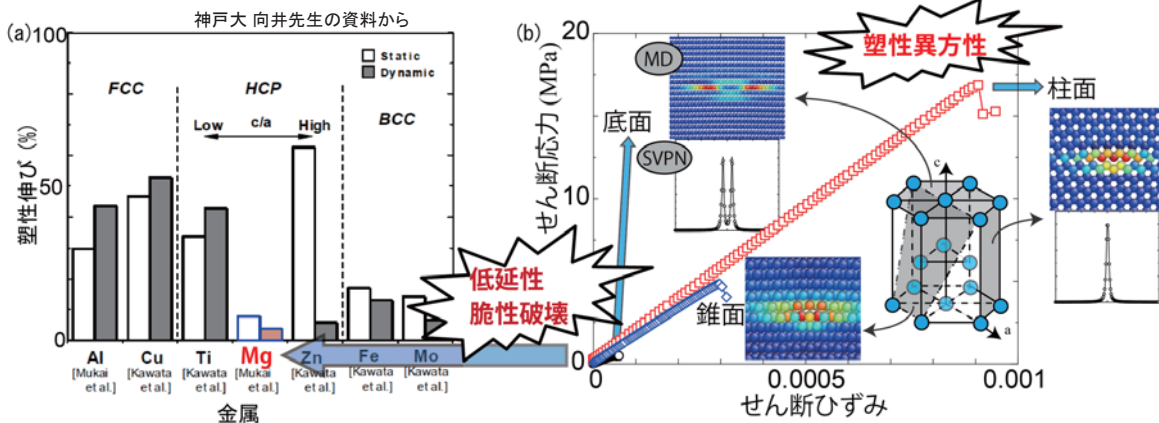 神戸大 向井先生の資料から
(a)
100
50
0
塑性伸び (%)
Static
Dynamic
FCC
HCP
BCC
Low
c/a
High
低延性
脆性破壊
Al
Cu
Ti
Mg
Zn
Fe
Mo
[Mukai et al.]
[Kawata et al.]
[Kawata et al.]
[Mukai et al.]
[Kawata et al.]
[Kawata et al.]
[Kawata et al.]
金属
(b)
20
10
0
せん断応力 (MPa)
MD
SVPN
底面
塑性異方性
柱面
錐面
c
a
0
0.0005
0.001
せん断ひずみ